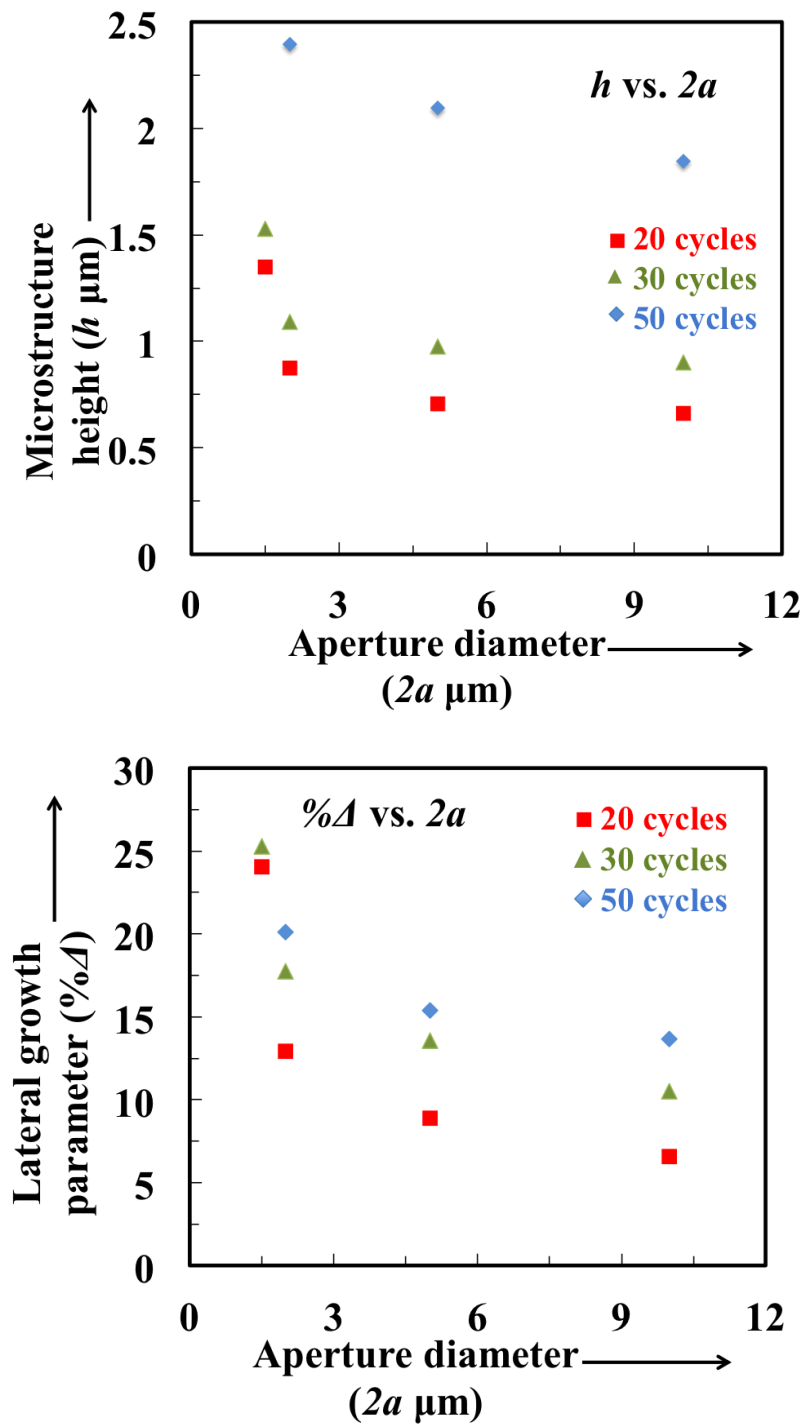 2.5
h vs. 2a
2
Microstructure
height (h μm)
1.5
20 cycles
30 cycles
50 cycles
1
0.5
0
0 3 6 9 12
Aperture diameter
(2a μm)
30
%Δ vs. 2a
20 cycles
30 cycles
50 cycles
25
20
Lateral growth
parameter (%Δ)
15
10
5
0
0 3 6 9 12
Aperture diameter
(2a μm)